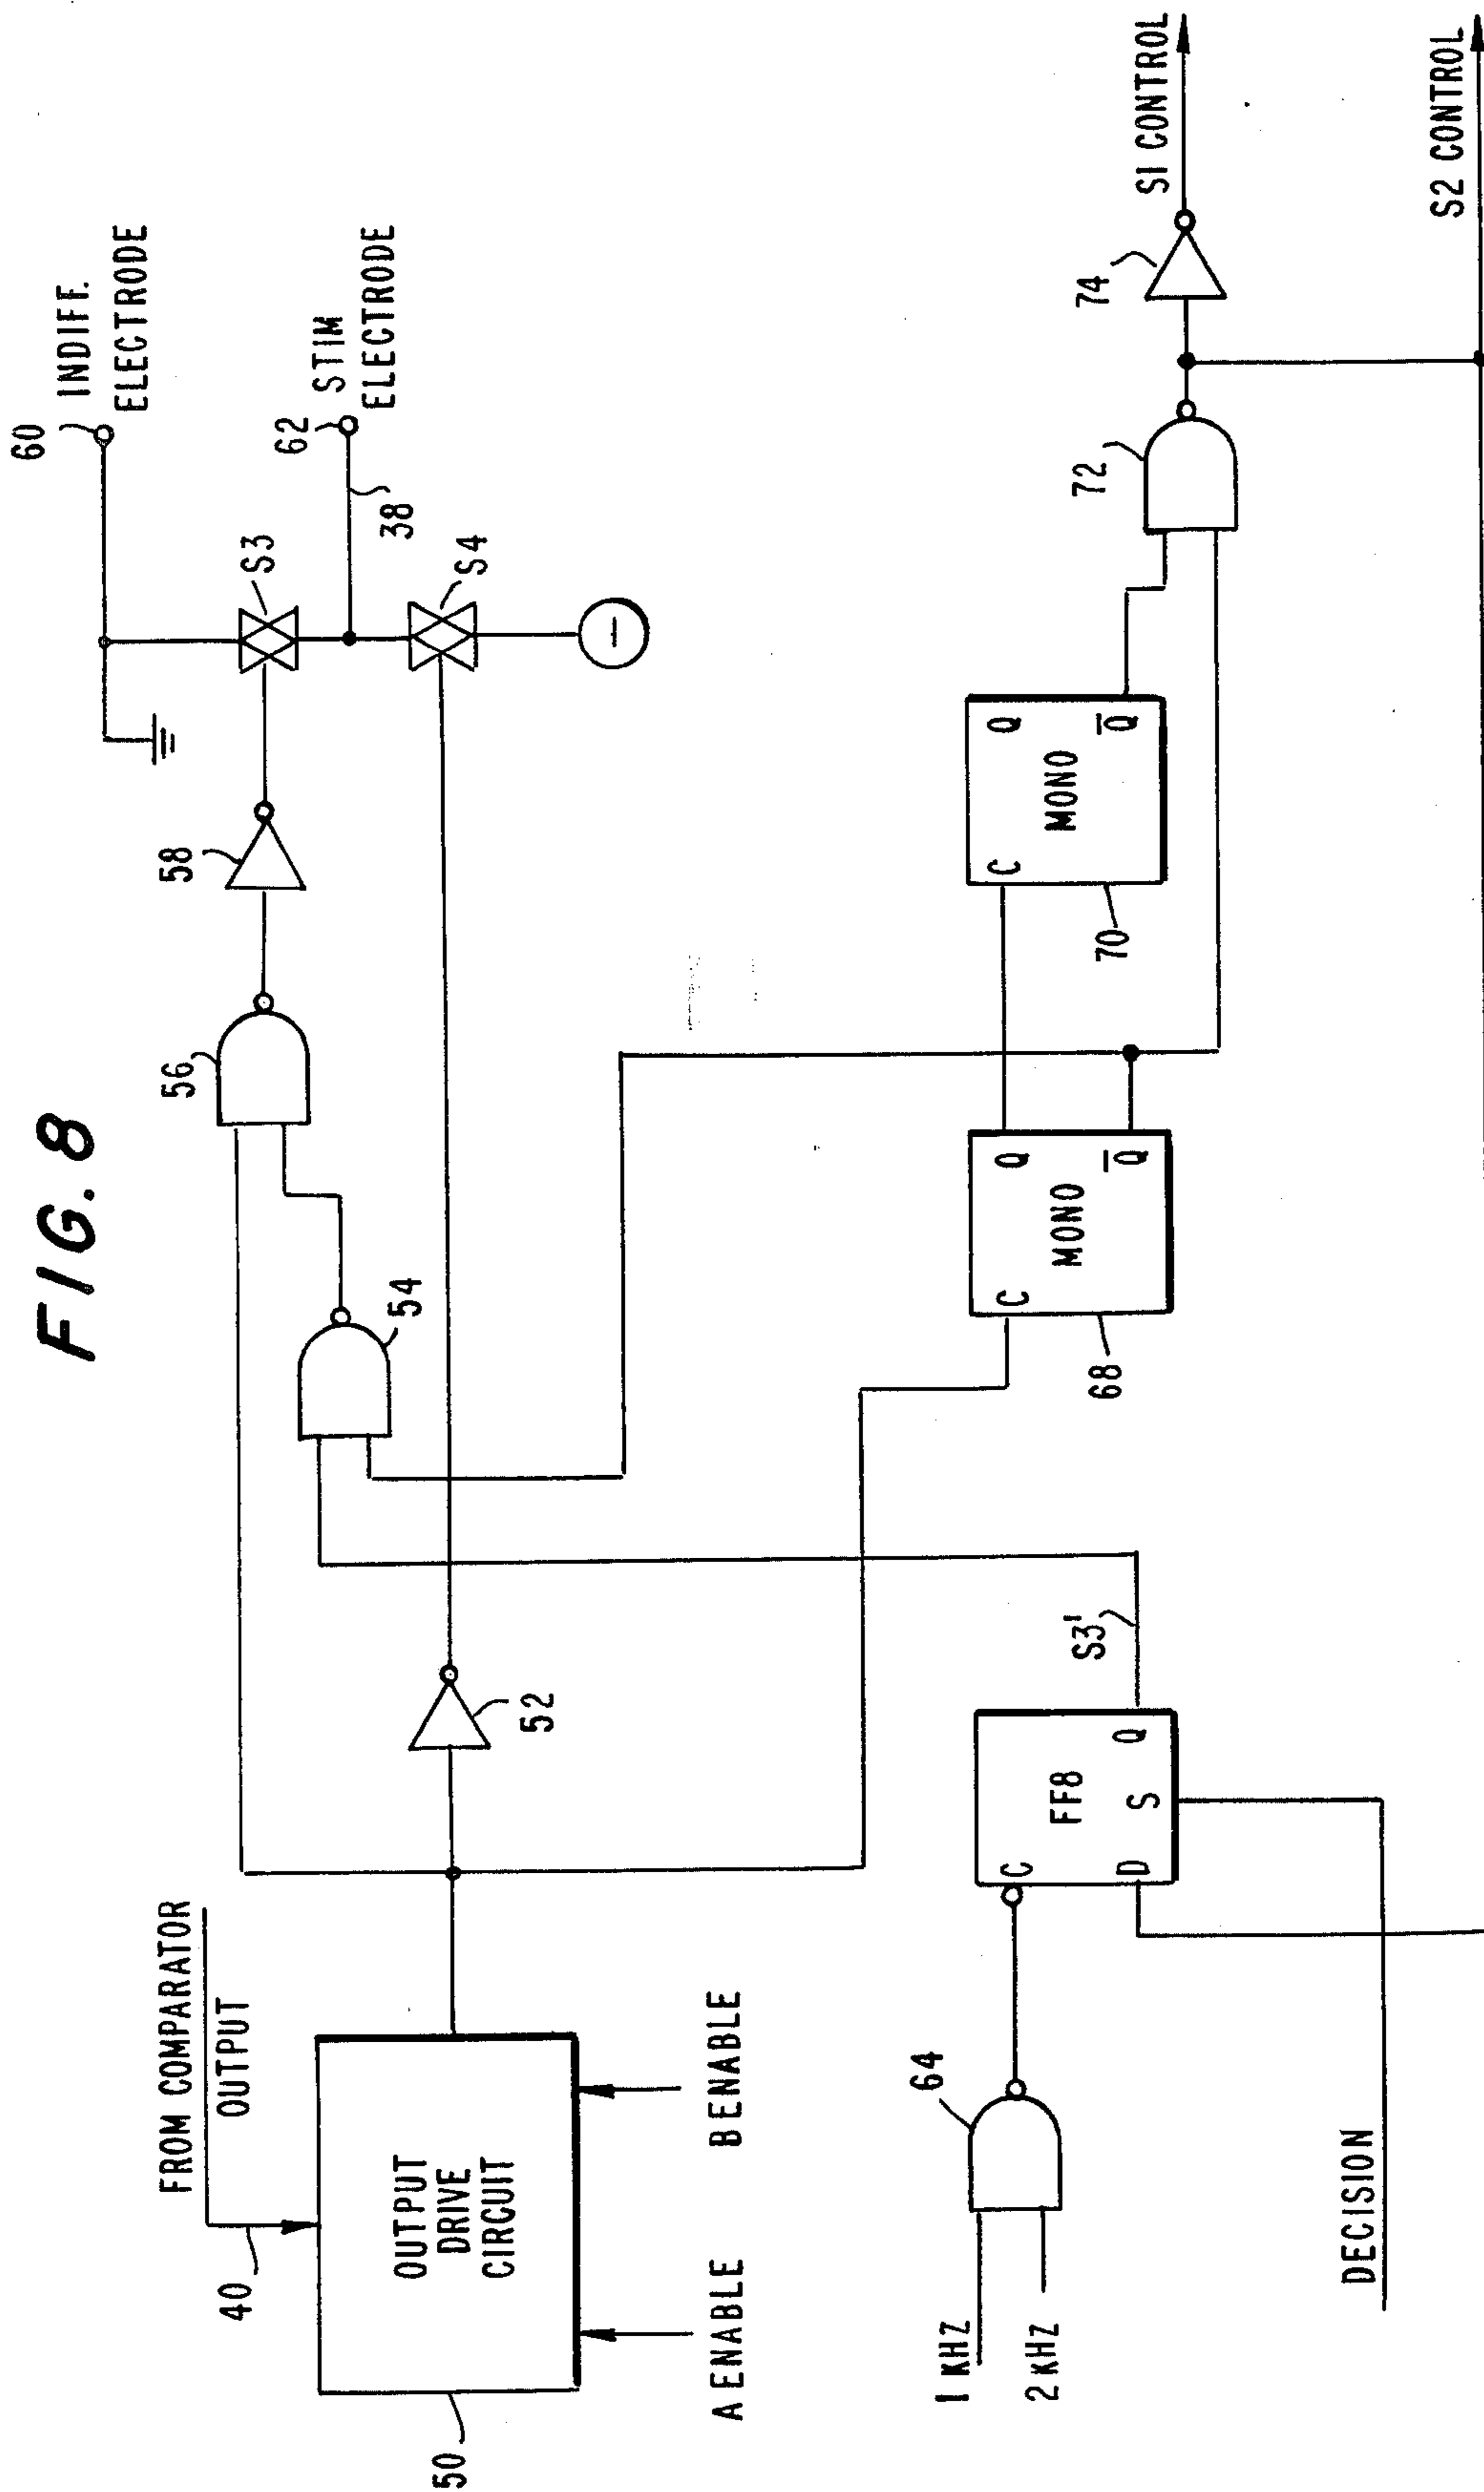 FIG. 8
FROM COMPARATOR
OUTPUT
40
OUTPUT
DRIVE
CIRCUIT
50
A ENABLE
B ENABLE
52
54
56
58
S3
S4
60
INDIFF.
ELECTRODE
62
STIM
ELECTRODE
38
−
1 KHZ
2 KHZ
64
C
FF8
D
S
Q
S3'
DECISION
C
Q
MONO
Q̅
68
C
Q
MONO
Q̅
70
72
74
S1 CONTROL
S2 CONTROL